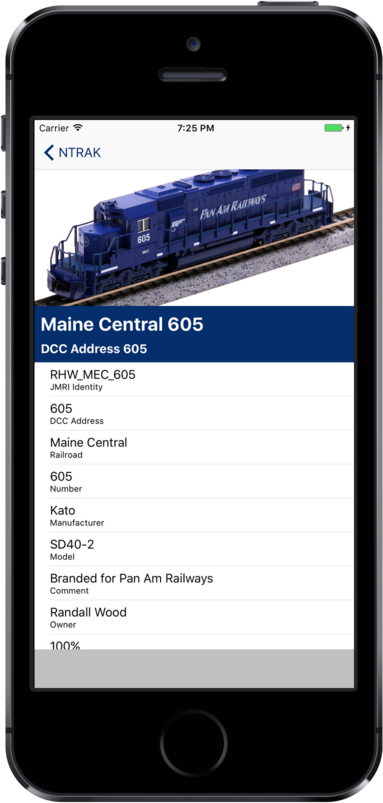 Carrier 7:25 PM
NTRAK
PAN AM RAILWAYS
605
Maine Central 605
DCC Address 605
RHW_MEC_605
JMRI Identity
605
DCC Address
Maine Central
Railroad
605
Number
Kato
Manufacturer
SD40-2
Model
Branded for Pan Am Railways
Comment
Randall Wood
Owner
100%